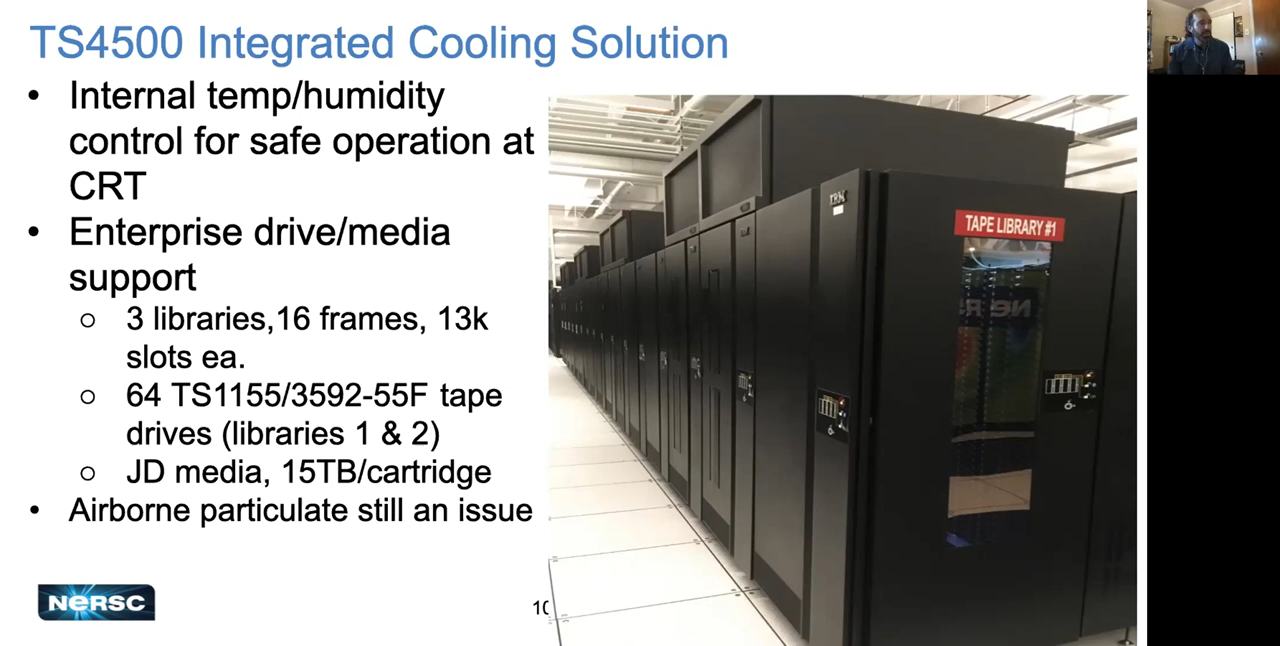 TS4500 Integrated Cooling Solution
• Internal temp/humidity
control for safe operation at
CRT
• Enterprise drive/media
support
○ 3 libraries,16 frames, 13k
slots ea.
○ 64 TS1155/3592-55F tape
drives (libraries 1 & 2)
○ JD media, 15TB/cartridge
• Airborne particulate still an issue
IBM
TAPE LIBRARY #1
NeRSC
10